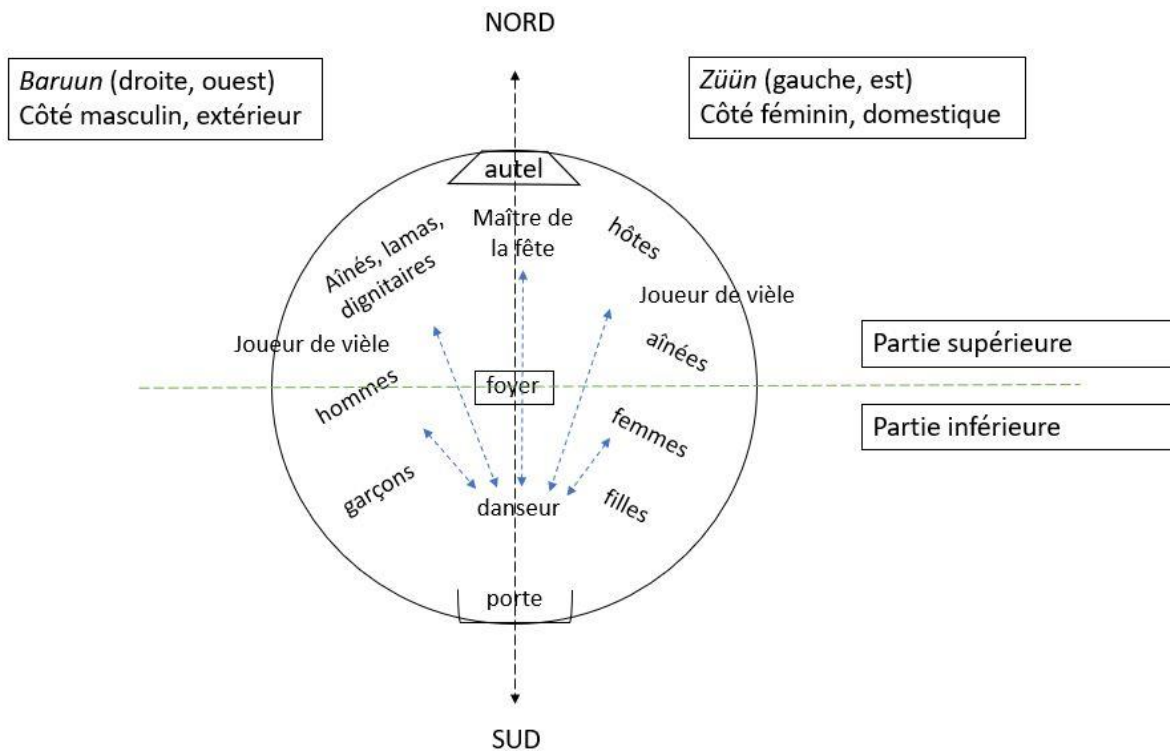 NORD
Baruun (droite, ouest)
Côté masculin, extérieur
Züün (gauche, est)
Côté féminin, domestique
autel
Maître de
la fête
Aînés, lamas,
dignitaires
hôtes
Joueur de vièle
Joueur de vièle
aînées
Partie supérieure
foyer
hommes
femmes
Partie inférieure
garçons
danseur
filles
porte
SUD